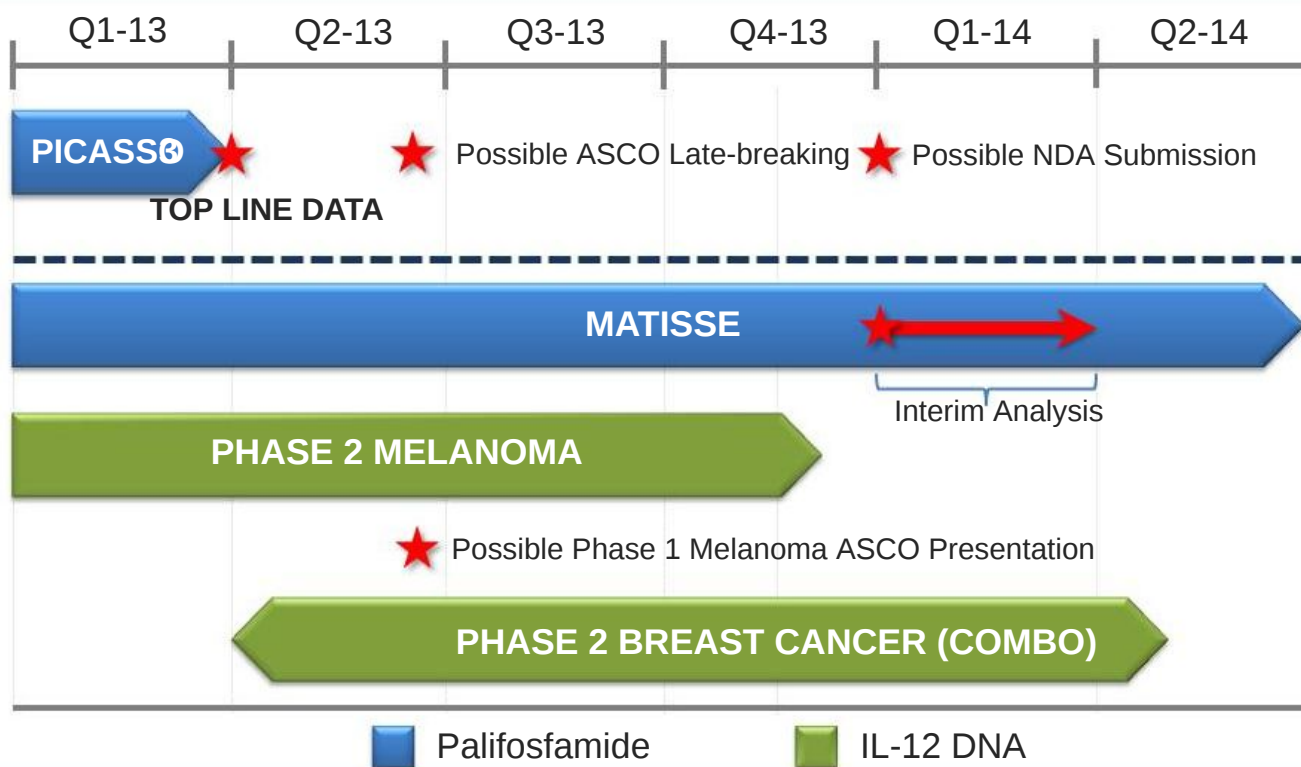 Q1-13 Q2-13 Q3-13 Q4-13 Q1-14 Q2-14
PICASSO3
Possible ASCO Late-breaking
Possible NDA Submission
TOP LINE DATA
MATISSE
Interim Analysis
PHASE 2 MELANOMA
Possible Phase 1 Melanoma ASCO Presentation
PHASE 2 BREAST CANCER (COMBO)
Palifosfamide
IL-12 DNA